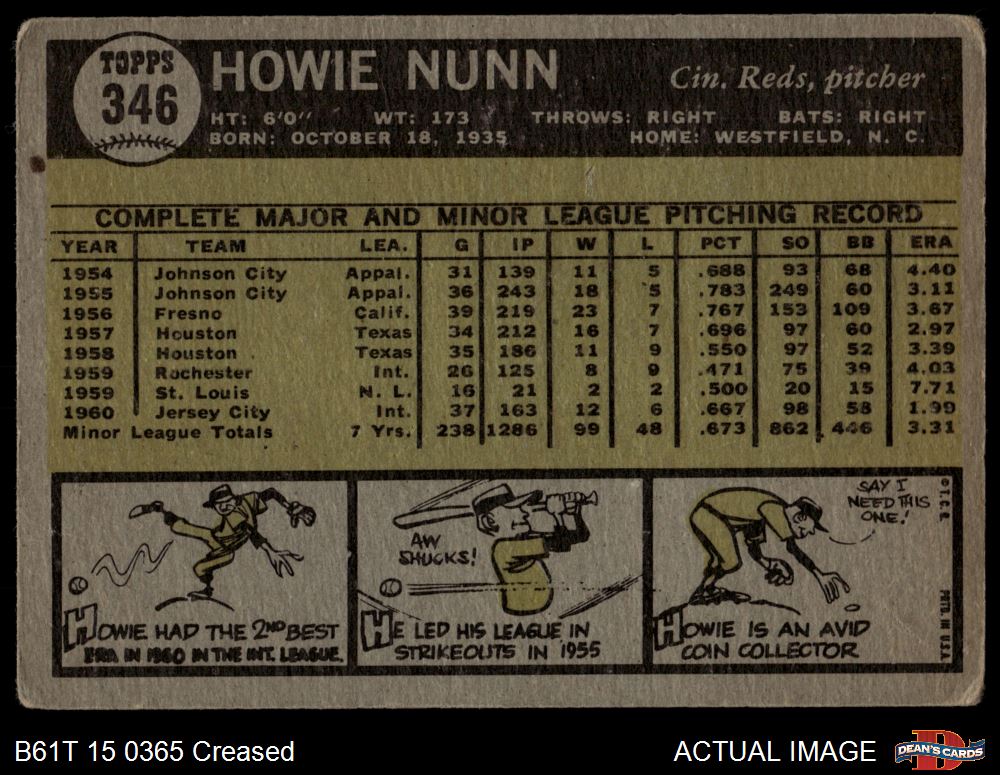 TOPPS
346
HOWIE NUNN
Cin. Reds, pitcher
HT: 6'0" WT: 173 THROWS: RIGHT BATS: RIGHT
BORN: OCTOBER 18, 1935 HOME: WESTFIELD, N. C.
COMPLETE MAJOR AND MINOR LEAGUE PITCHING RECORD
YEAR TEAM LEA. G IP W L PCT SO BB ERA
1954 Johnson City Appal. 31 139 11 5 .688 93 68 4.40
1955 Johnson City Appal. 36 243 18 5 .783 249 60 3.11
1956 Fresno Calif. 39 219 23 7 .767 153 109 3.67
1957 Houston Texas 34 212 16 7 .696 97 60 2.97
1958 Houston Texas 35 186 11 9 .550 97 52 3.39
1959 Rochester Int. 26 125 8 9 .471 75 39 4.03
1959 St. Louis N. L. 16 21 2 2 .500 20 15 7.71
1960 Jersey City Int. 37 163 12 6 .667 98 58 1.99
Minor League Totals 7 Yrs. 238 1286 99 48 .673 862 446 3.31
HOWIE HAD THE 2ND BEST
ERA IN 1960 IN THE INT. LEAGUE.
AW
SHUCKS!
HE LED HIS LEAGUE IN
STRIKEOUTS IN 1955
SAY I
NEED THIS
ONE!
HOWIE IS AN AVID
COIN COLLECTOR
© T.C.G.
PRTD. IN U.S.A.
B61T 15 0365 Creased
ACTUAL IMAGE
DEAN'S CARDS